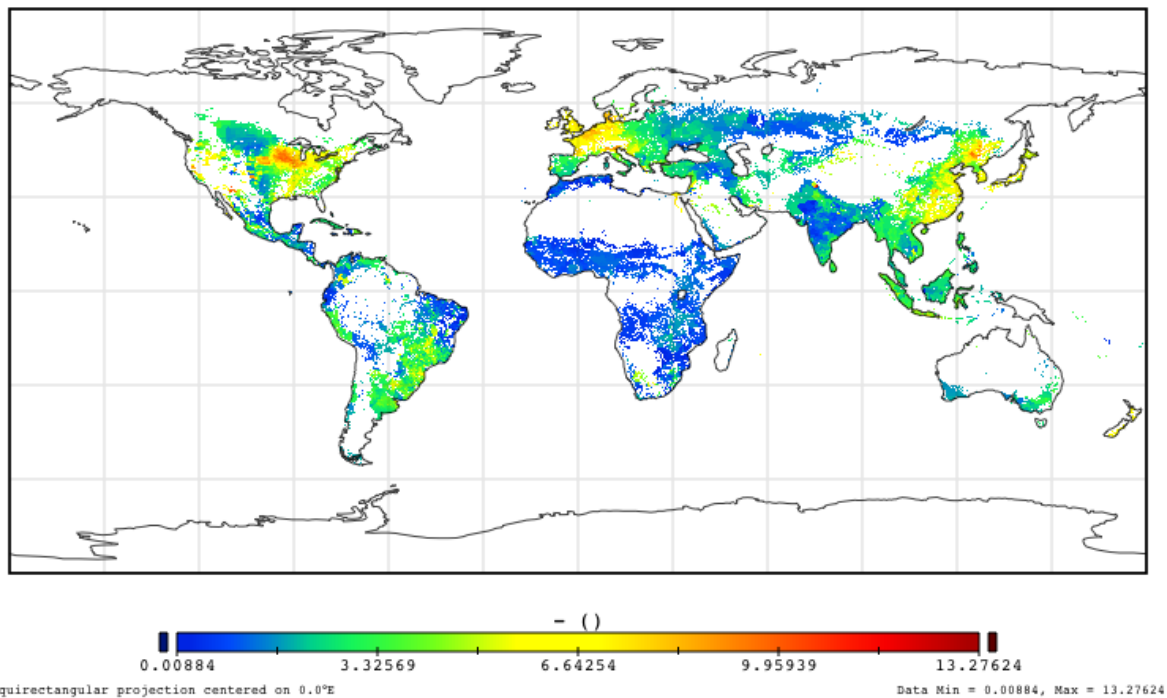 – ()
0.00884 3.32569 6.64254 9.95939 13.27624
quirectangular projection centered on 0.0°E Data Min = 0.00884, Max = 13.27624